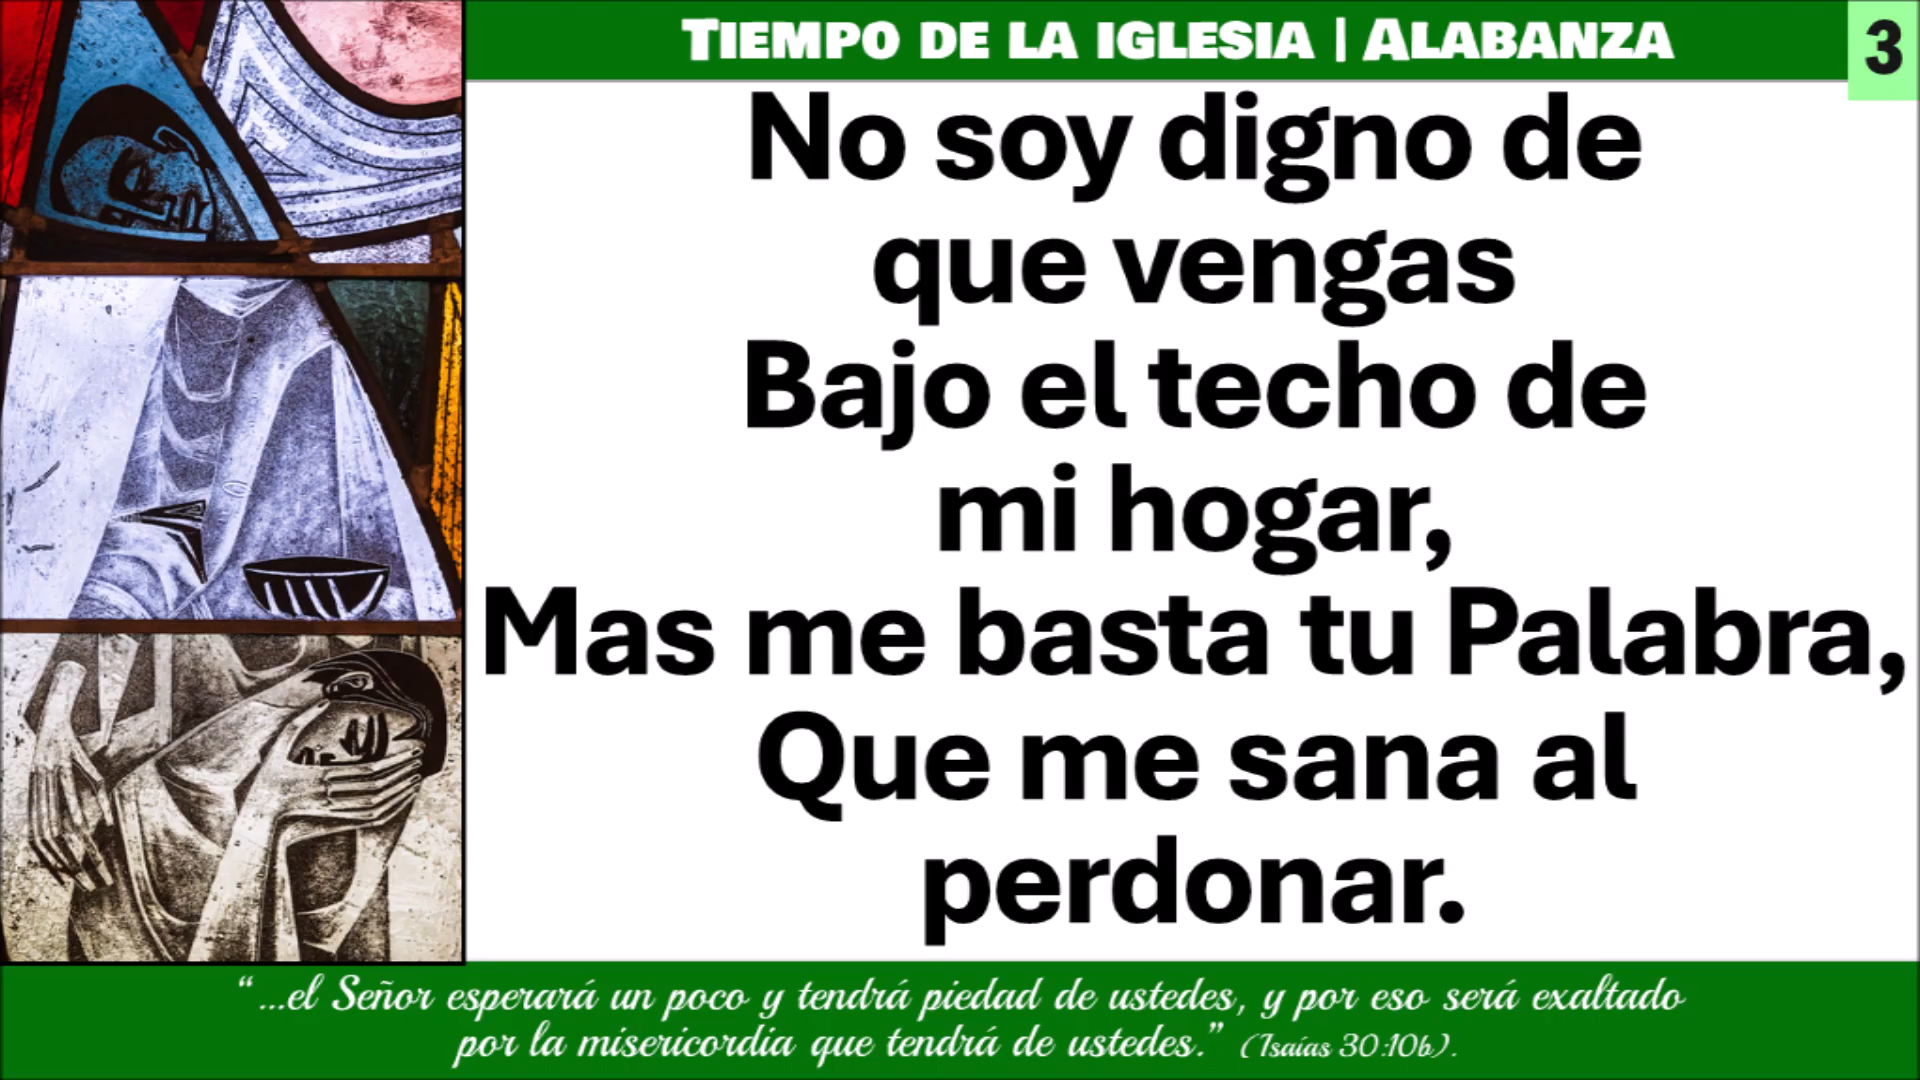 TIEMPO DE LA IGLESIA | ALABANZA
3
No soy digno de
que vengas
Bajo el techo de
mi hogar,
Mas me basta tu Palabra,
Que me sana al
perdonar.
“…el Señor esperará un poco y tendrá piedad de ustedes, y por eso será exaltado
por la misericordia que tendrá de ustedes.” (Isaías 30:10b).